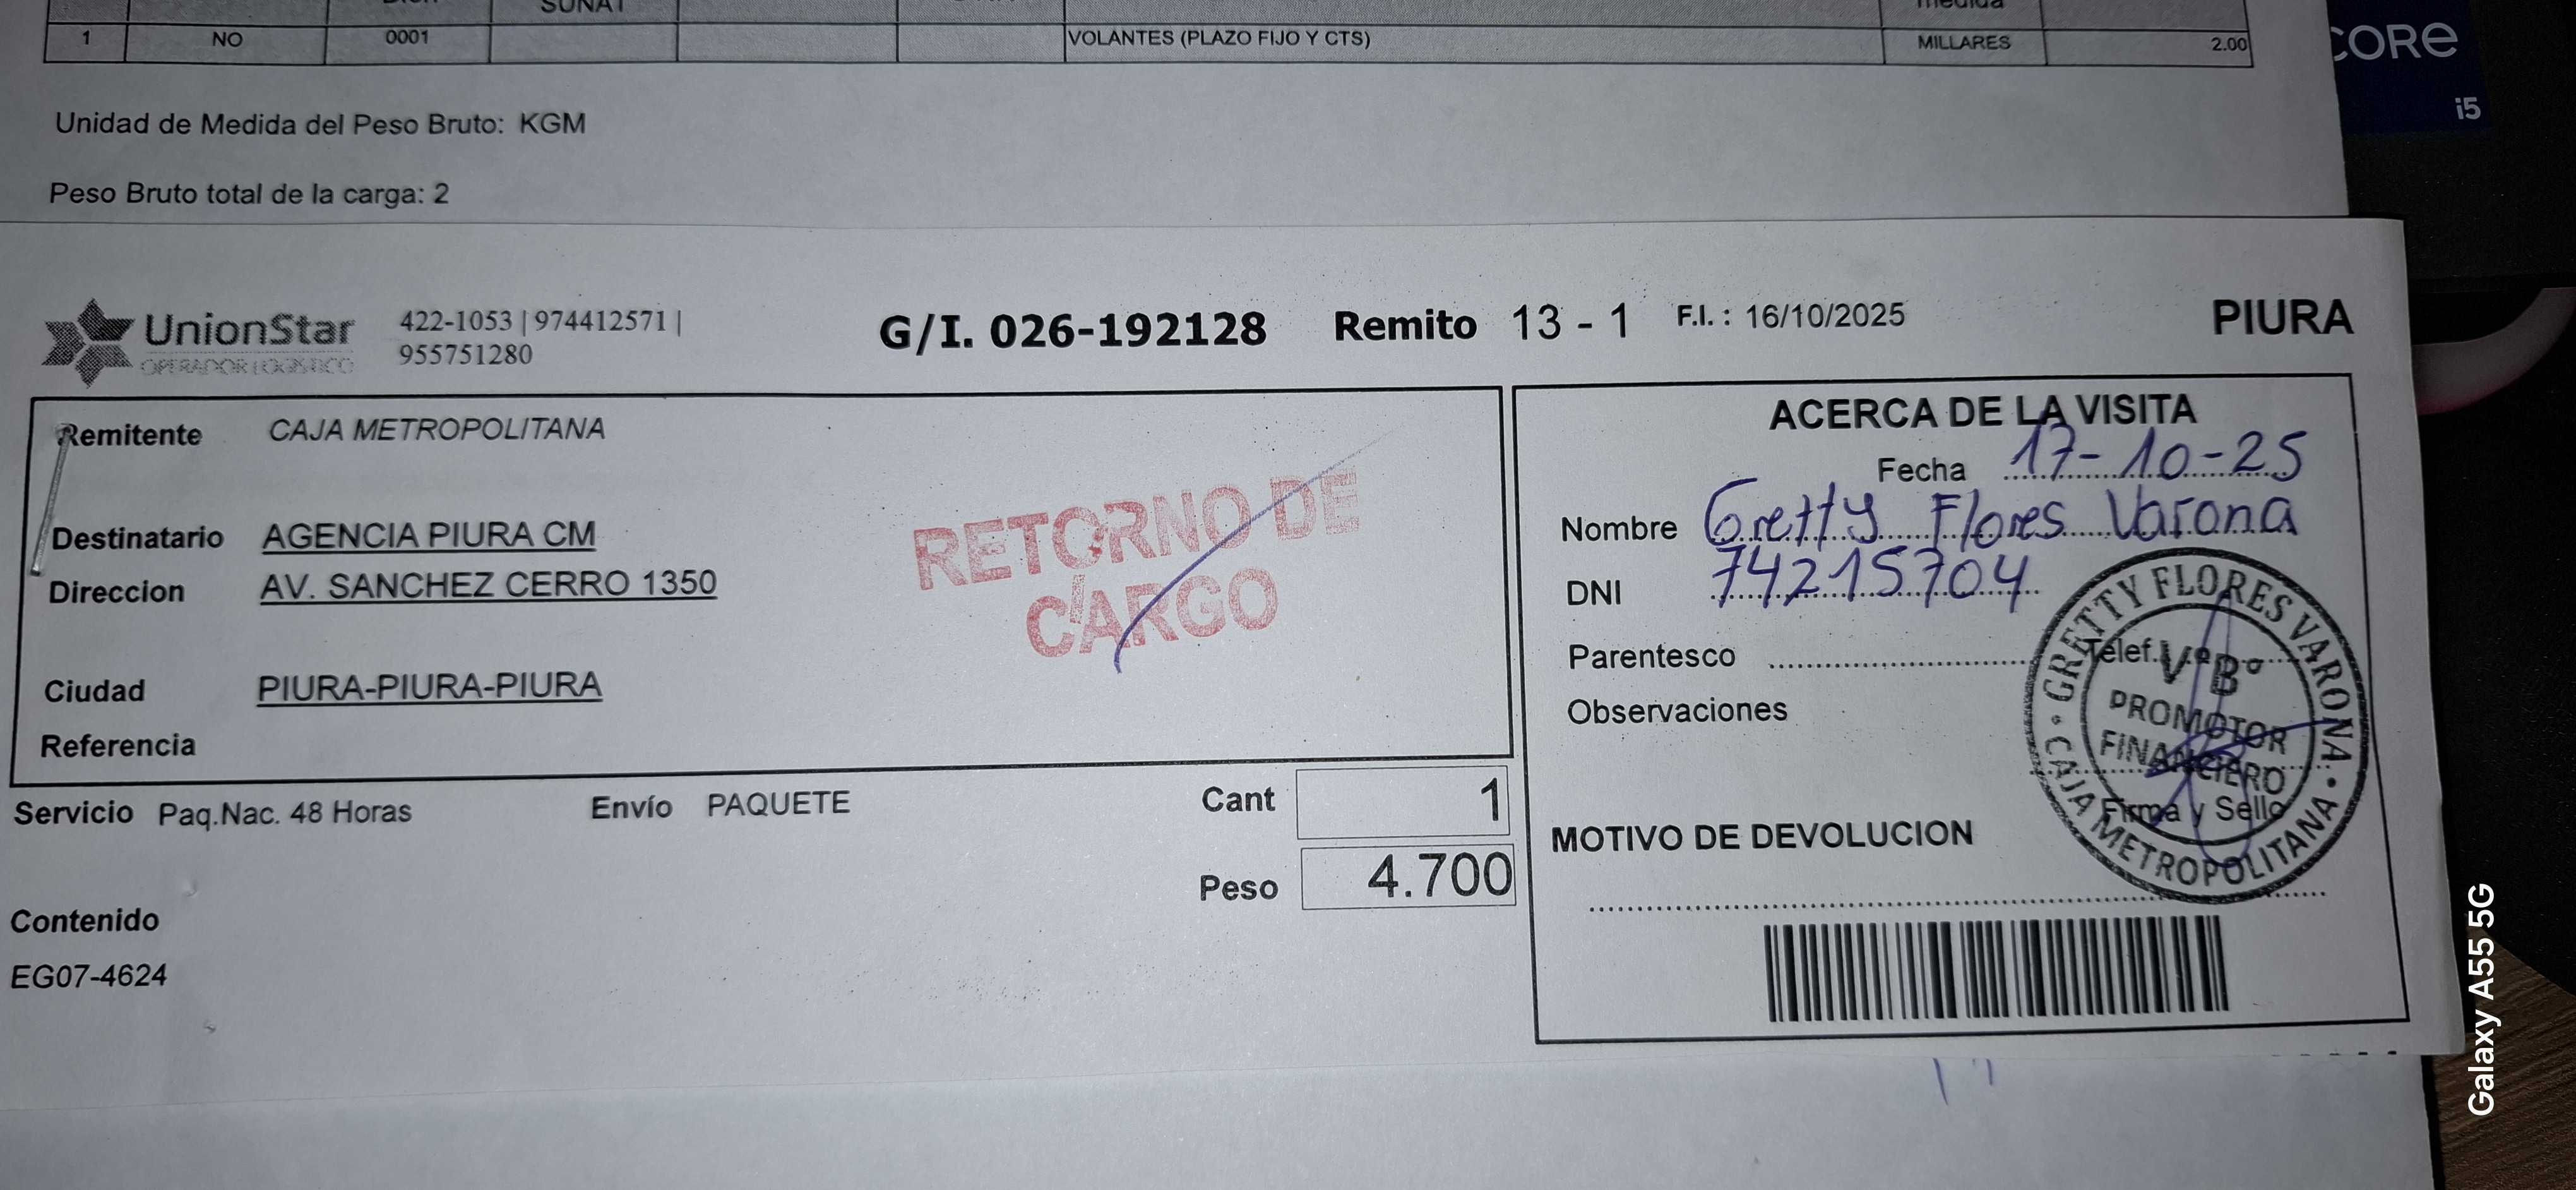 SUNAT
medida
1 NO 0001 VOLANTES (PLAZO FIJO Y CTS) MILLARES 2.00
Unidad de Medida del Peso Bruto: KGM
Peso Bruto total de la carga: 2
CORE
i5
UnionStar
OPERADOR LOGISTICO
422-1053 | 974412571 |
955751280
G/I. 026-192128 Remito 13 - 1 F.I. : 16/10/2025 PIURA
Remitente CAJA METROPOLITANA
Destinatario AGENCIA PIURA CM
Direccion AV. SANCHEZ CERRO 1350
Ciudad PIURA-PIURA-PIURA
Referencia
RETORNO DE
CARGO
Servicio Paq.Nac. 48 Horas Envío PAQUETE Cant 1
Peso 4.700
Contenido
EG07-4624
ACERCA DE LA VISITA
Fecha 17-10-25
Nombre Gretty Flores Varona
DNI 74215704
Parentesco Telef.
Observaciones
Firma y Sello
MOTIVO DE DEVOLUCION
GRETTY FLORES VARONA
V° B°
PROMOTOR
FINANCIERO
CAJA METROPOLITANA
Galaxy A55 5G